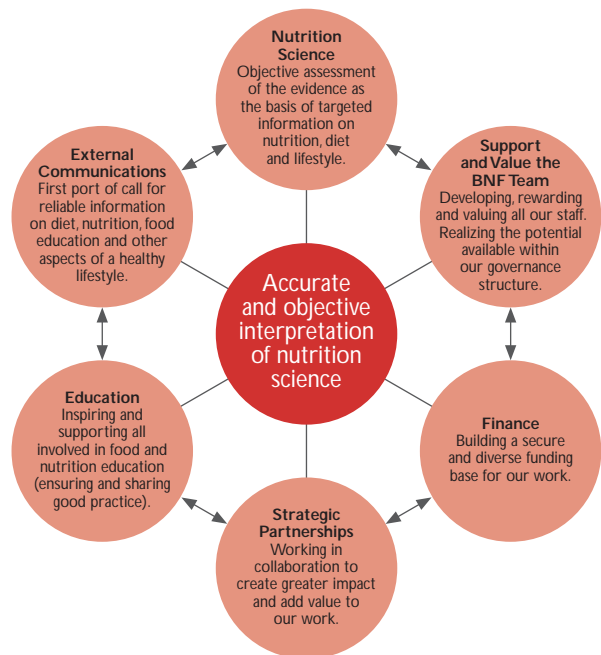 Nutrition
Science
Objective assessment
of the evidence as
the basis of targeted
information on
nutrition, diet
and lifestyle.
Support
and Value the
BNF Team
Developing, rewarding
and valuing all our staff.
Realizing the potential
available within
our governance
structure.
Finance
Building a secure
and diverse funding
base for our work.
Strategic
Partnerships
Working in
collaboration to
create greater impact
and add value to
our work.
Education
Inspiring and
supporting all
involved in food and
nutrition education
(ensuring and sharing
good practice).
External
Communications
First port of call for
reliable information
on diet, nutrition, food
education and other
aspects of a healthy
lifestyle.
Accurate
and objective
interpretation
of nutrition
science